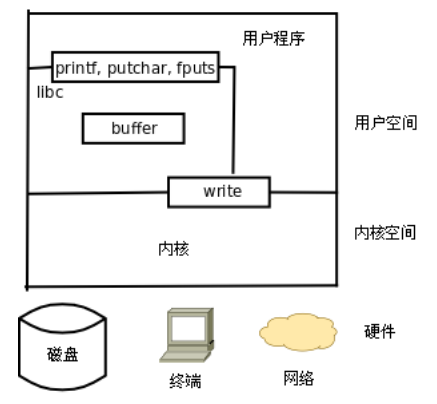 用户程序
printf, putchar, fputs
libc
buffer
用户空间
write
内核空间
内核
磁盘
终端
网络
硬件